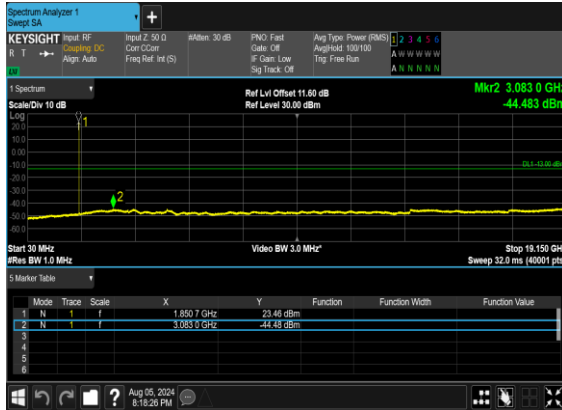 Spectrum Analyzer 1
Swept SA
+
KEYSIGHT Input: RF Input Z: 50 Ω #Atten: 30 dB PNO: Fast Avg Type: Power (RMS) 1 2 3 4 5 6
R T Coupling: DC Corr CCorr Gate: Off Avg|Hold: 100/100 A W W W W W
Align: Auto Freq Ref: Int (S) IF Gain: Low Trig: Free Run
Sig Track: Off A N N N N N
1 Spectrum Ref Lvl Offset 11.60 dB Mkr2 3.083 0 GHz
Scale/Div 10 dB Ref Level 30.00 dBm -44.483 dBm
Log
20.0
10.0
0.00
-10.0
-20.0
-30.0
-40.0
-50.0
-60.0
1
DL1 -13.00 dBm
2
Start 30 MHz Video BW 3.0 MHz* Stop 19.150 GHz
#Res BW 1.0 MHz Sweep 32.0 ms (40001 pts)
5 Marker Table
Mode Trace Scale X Y Function Function Width Function Value
1 N 1 f 1.850 7 GHz 23.46 dBm
2 N 1 f 3.083 0 GHz -44.48 dBm
3
4
5
6
? Aug 05, 2024
8:18:26 PM